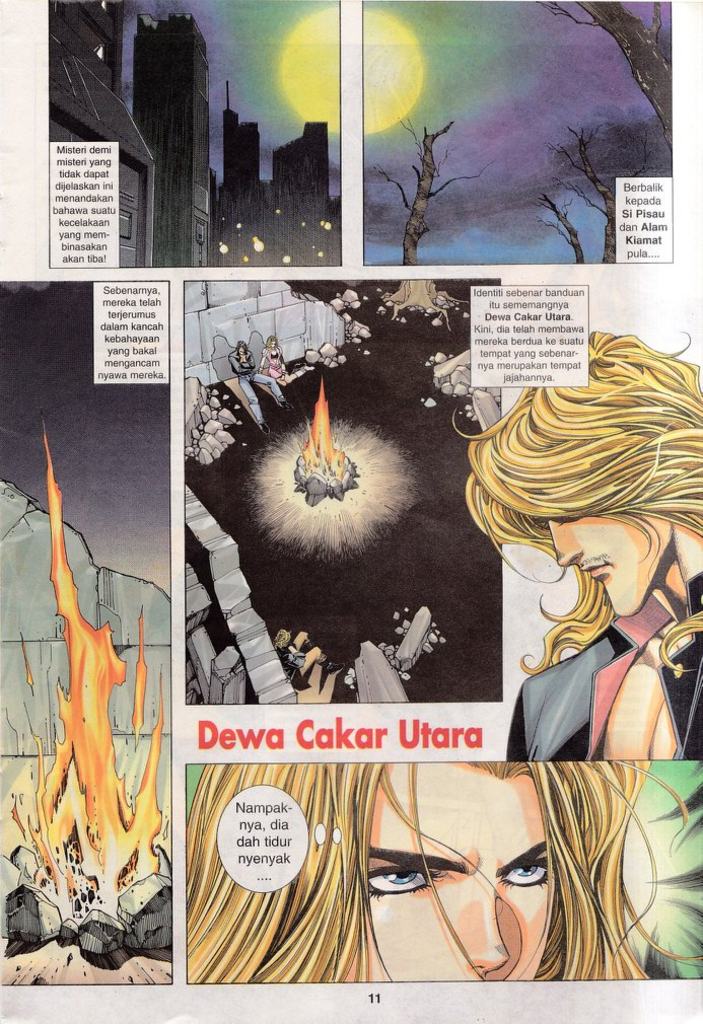 Misteri demi
misteri yang
tidak dapat
dijelaskan ini
menandakan
bahawa suatu
kecelakaan
yang mem-
binasakan
akan tiba!
Berbalik
kepada
Si Pisau
dan Alam
Kiamat
pula....
Sebenarnya,
mereka telah
terjerumus
dalam kancah
kebahayaan
yang bakal
mengancam
nyawa mereka.
Identiti sebenar banduan
itu sememangnya
Dewa Cakar Utara.
Kini, dia telah membawa
mereka berdua ke suatu
tempat yang sebenar-
nya merupakan tempat
jajahannya.
Dewa Cakar Utara
Nampak-
nya, dia
dah tidur
nyenyak
....
11